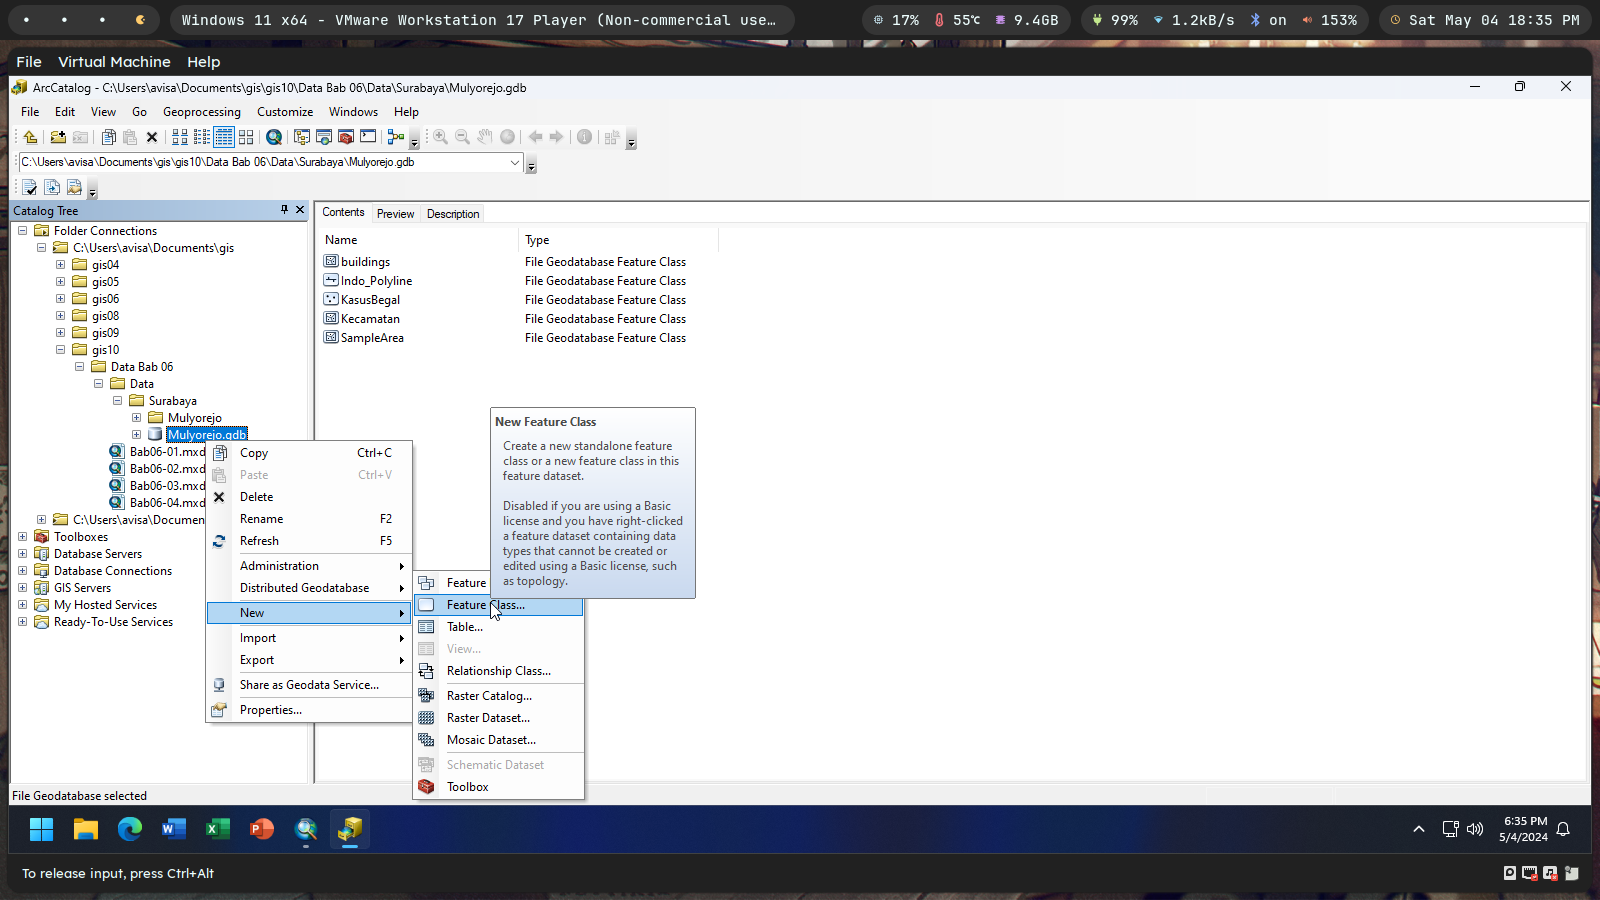 Windows 11 x64 - VMware Workstation 17 Player (Non-commercial use…
17% 55℃ 9.4GB
99% 1.2kB/s on 153%
Sat May 04 18:35 PM
File Virtual Machine Help
ArcCatalog - C:\Users\avisa\Documents\gis\gis10\Data Bab 06\Data\Surabaya\Mulyorejo.gdb
File Edit View Go Geoprocessing Customize Windows Help
C:\Users\avisa\Documents\gis\gis10\Data Bab 06\Data\Surabaya\Mulyorejo.gdb
Catalog Tree
Folder Connections
C:\Users\avisa\Documents\gis
gis04
gis05
gis06
gis08
gis09
gis10
Data Bab 06
Data
Surabaya
Mulyorejo
Mulyorejo.gdb
Bab06-01.mxd
Bab06-02.mxd
Bab06-03.mxd
Bab06-04.mxd
C:\Users\avisa\Documen
Toolboxes
Database Servers
Database Connections
GIS Servers
My Hosted Services
Ready-To-Use Services
Contents Preview Description
Name Type
buildings File Geodatabase Feature Class
Indo_Polyline File Geodatabase Feature Class
KasusBegal File Geodatabase Feature Class
Kecamatan File Geodatabase Feature Class
SampleArea File Geodatabase Feature Class
Copy Ctrl+C
Paste Ctrl+V
Delete
Rename F2
Refresh F5
Administration
Distributed Geodatabase
New
Import
Export
Share as Geodata Service...
Properties...
Feature
Feature Class...
Table...
View...
Relationship Class...
Raster Catalog...
Raster Dataset...
Mosaic Dataset...
Schematic Dataset
Toolbox
New Feature Class
Create a new standalone feature
class or a new feature class in this
feature dataset.
Disabled if you are using a Basic
license and you have right-clicked
a feature dataset containing data
types that cannot be created or
edited using a Basic license, such
as topology.
File Geodatabase selected
6:35 PM
5/4/2024
To release input, press Ctrl+Alt